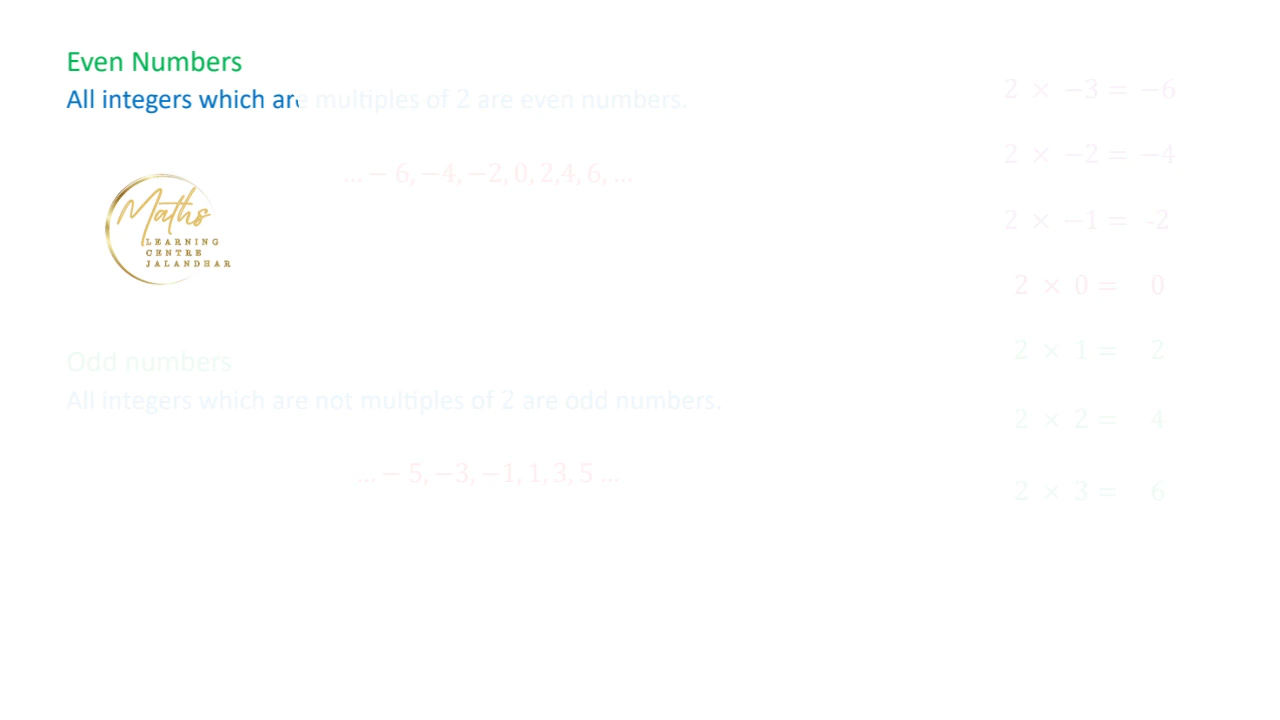 Even Numbers
All integers which are multiples of 2 are even numbers.
... − 6, −4, −2, 0, 2,4, 6, ...
Maths
LEARNING
CENTRE
JALANDHAR
Odd numbers
All integers which are not multiples of 2 are odd numbers.
... − 5, −3, −1, 1, 3, 5 ...
2 × −3 = −6
2 × −2 = −4
2 × −1 = -2
2 × 0 = 0
2 × 1 = 2
2 × 2 = 4
2 × 3 = 6